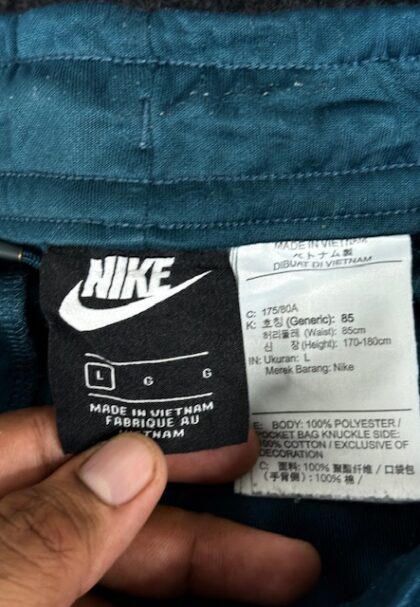 NIKE
L G G
MADE IN VIETNAM
FABRIQUE AU
VIETNAM
MADE IN VIETNAM
ベトナム製
DIBUAT DI VIETNAM
C: 175/80A
K: 호칭 (Generic): 85
허리둘레 (Waist): 85cm
신 장 (Height): 170-180cm
IN: Ukuran: L
Merek Barang: Nike
E: BODY: 100% POLYESTER /
POCKET BAG KNUCKLE SIDE:
100% COTTON / EXCLUSIVE OF
DECORATION
C: 面料: 100% 聚酯纤维 / 口袋包
(手背侧) : 100% 棉 /